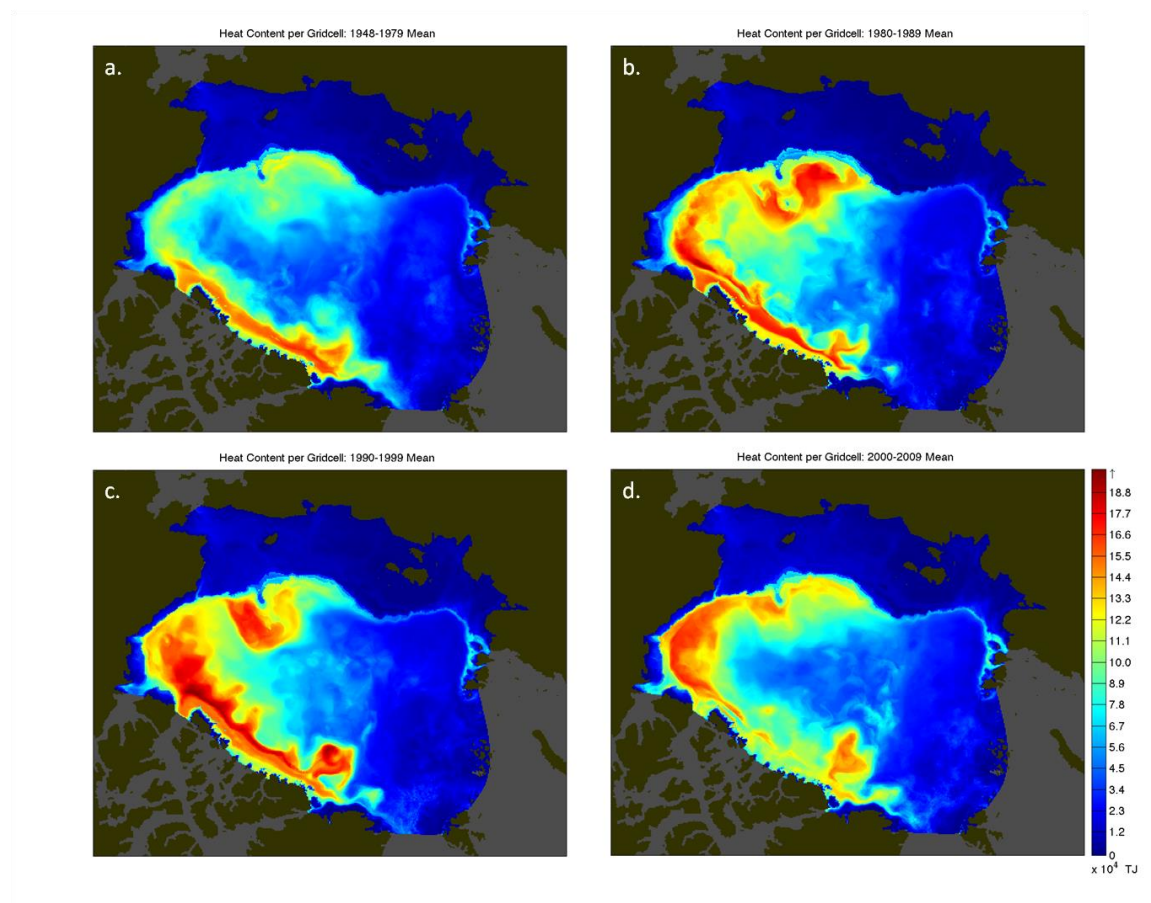 Heat Content per Gridcell: 1948-1979 Mean
a.
Heat Content per Gridcell: 1980-1989 Mean
b.
Heat Content per Gridcell: 1990-1999 Mean
c.
Heat Content per Gridcell: 2000-2009 Mean
d.
↑
18.8
17.7
16.6
15.5
14.4
13.3
12.2
11.1
10.0
8.9
7.8
6.7
5.6
4.5
3.4
2.3
1.2
0
x 10⁴ TJ